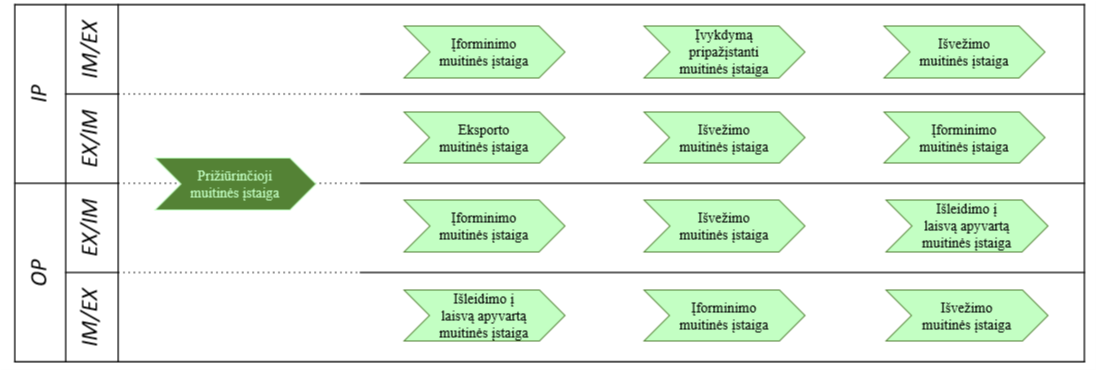 IP
IM/EX
Įforminimo
muitinės įstaiga
Įvykdymą
pripažįstanti
muitinės įstaiga
Išvežimo
muitinės įstaiga
EX/IM
Eksporto
muitinės įstaiga
Išvežimo
muitinės įstaiga
Įforminimo
muitinės įstaiga
Prižiūrinčioji
muitinės įstaiga
OP
EX/IM
Įforminimo
muitinės įstaiga
Išvežimo
muitinės įstaiga
Išleidimo į
laisvą apyvartą
muitinės įstaiga
IM/EX
Išleidimo į
laisvą apyvartą
muitinės įstaiga
Įforminimo
muitinės įstaiga
Išvežimo
muitinės įstaiga